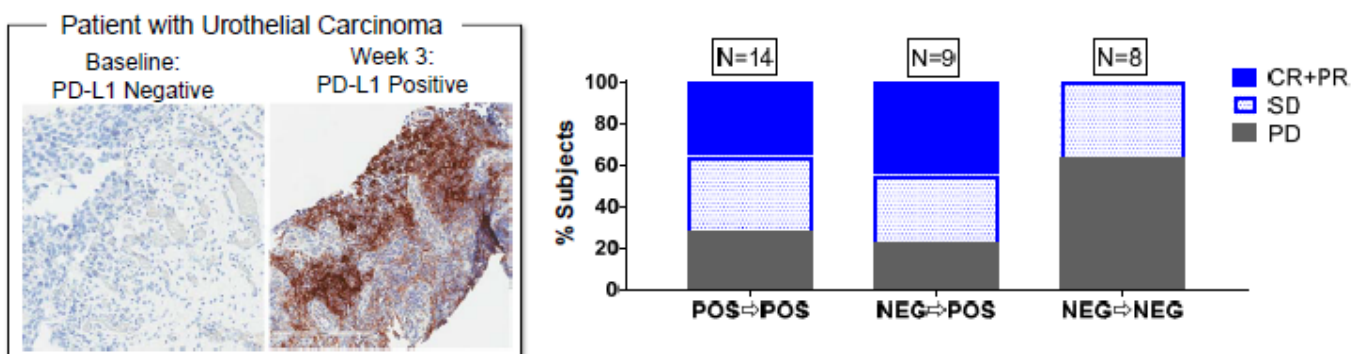 Patient with Urothelial Carcinoma
Baseline:
PD-L1 Negative
Week 3:
PD-L1 Positive
N=14
N=9
N=8
CR+PR
SD
PD
% Subjects
100
80
60
40
20
0
POS⇨POS
NEG⇨POS
NEG⇨NEG